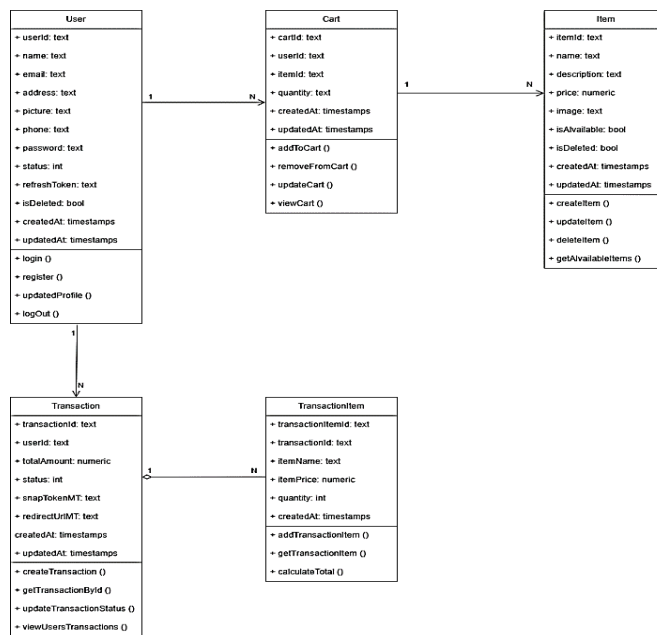 User
+ userId: text
+ name: text
+ email: text
+ address: text
+ picture: text
+ phone: text
+ password: text
+ status: int
+ refreshToken: text
+ isDeleted: bool
+ createdAt: timestamps
+ updatedAt: timestamps
+ login ()
+ register ()
+ updatedProfile ()
+ logOut ()
1
N
Cart
+ cartId: text
+ userId: text
+ itemId: text
+ quantity: text
+ createdAt: timestamps
+ updatedAt: timestamps
+ addToCart ()
+ removeFromCart ()
+ updateCart ()
+ viewCart ()
1
N
Item
+ itemId: text
+ name: text
+ description: text
+ price: numeric
+ image: text
+ isAlvailable: bool
+ isDeleted: bool
+ createdAt: timestamps
+ updatedAt: timestamps
+ createItem ()
+ updateItem ()
+ deleteItem ()
+ getAlvailableItems ()
1
N
Transaction
+ transactionId: text
+ userId: text
+ totalAmount: numeric
+ status: int
+ snapTokenMT: text
+ redirectUrlMT: text
createdAt: timestamps
+ updatedAt: timestamps
+ createTransaction ()
+ getTransactionById ()
+ updateTransactionStatus ()
+ viewUsersTransactions ()
1
N
TransactionItem
+ transactionItemId: text
+ transactionId: text
+ itemName: text
+ itemPrice: numeric
+ quantity: int
+ createdAt: timestamps
+ addTransactionItem ()
+ getTransactionItem ()
+ calculateTotal ()